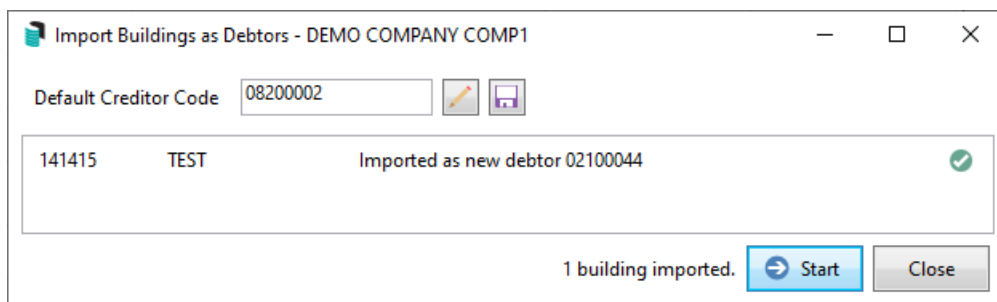 Import Buildings as Debtors - DEMO COMPANY COMP1
Default Creditor Code 08200002
141415 TEST Imported as new debtor 02100044
1 building imported. Start Close